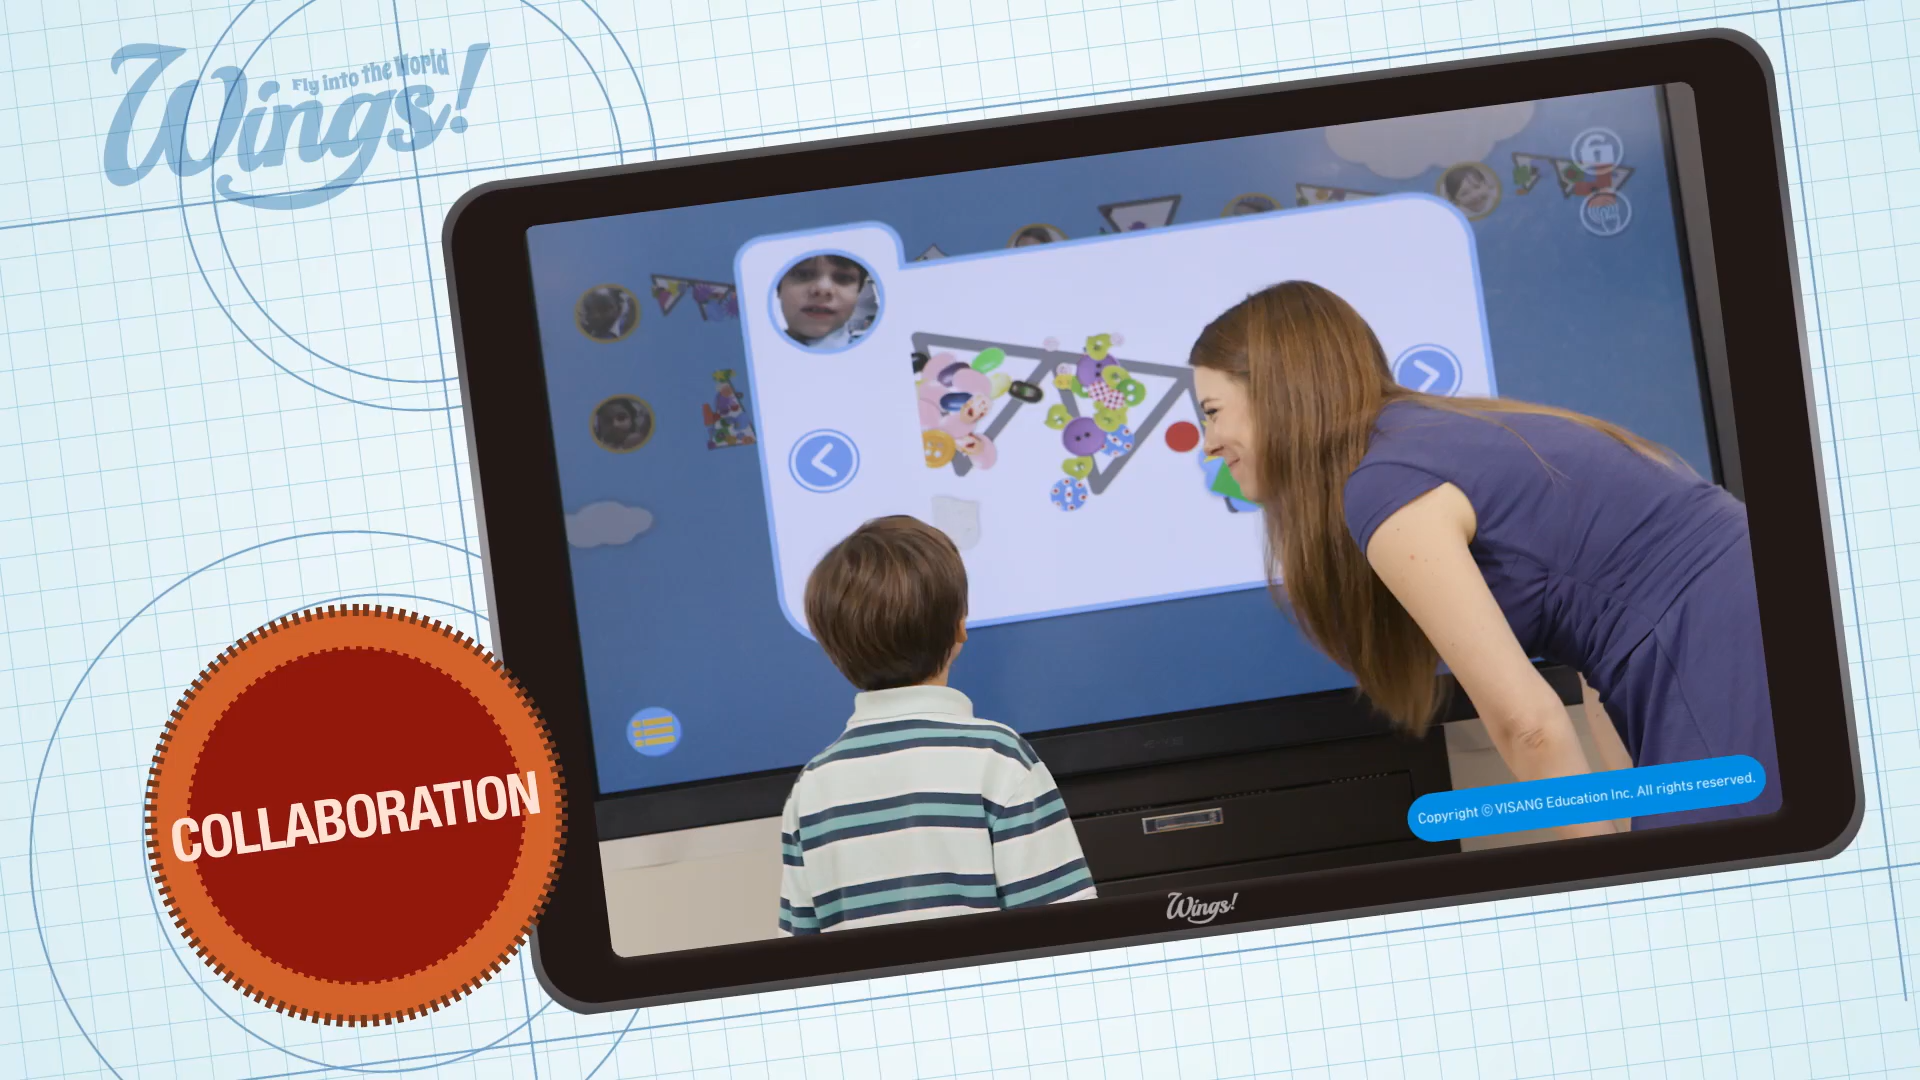 Fly into the World
Wings!
COLLABORATION
Copyright © VISANG Education Inc. All rights reserved.
Wings!